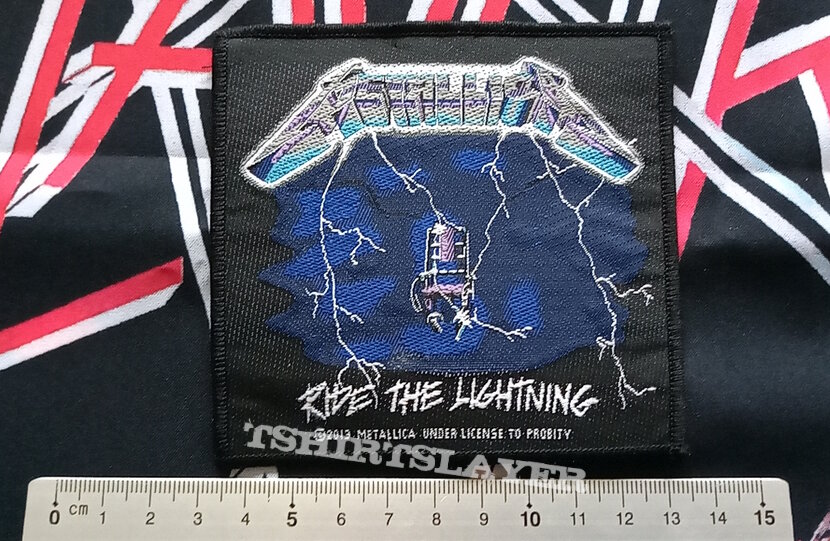 METALLICA
RIDE THE LIGHTNING
©2013 METALLICA UNDER LICENSE TO PROBITY
TSHIRTSLAYER
0 cm 1 2 3 4 5 6 7 8 9 10 11 12 13 14 15